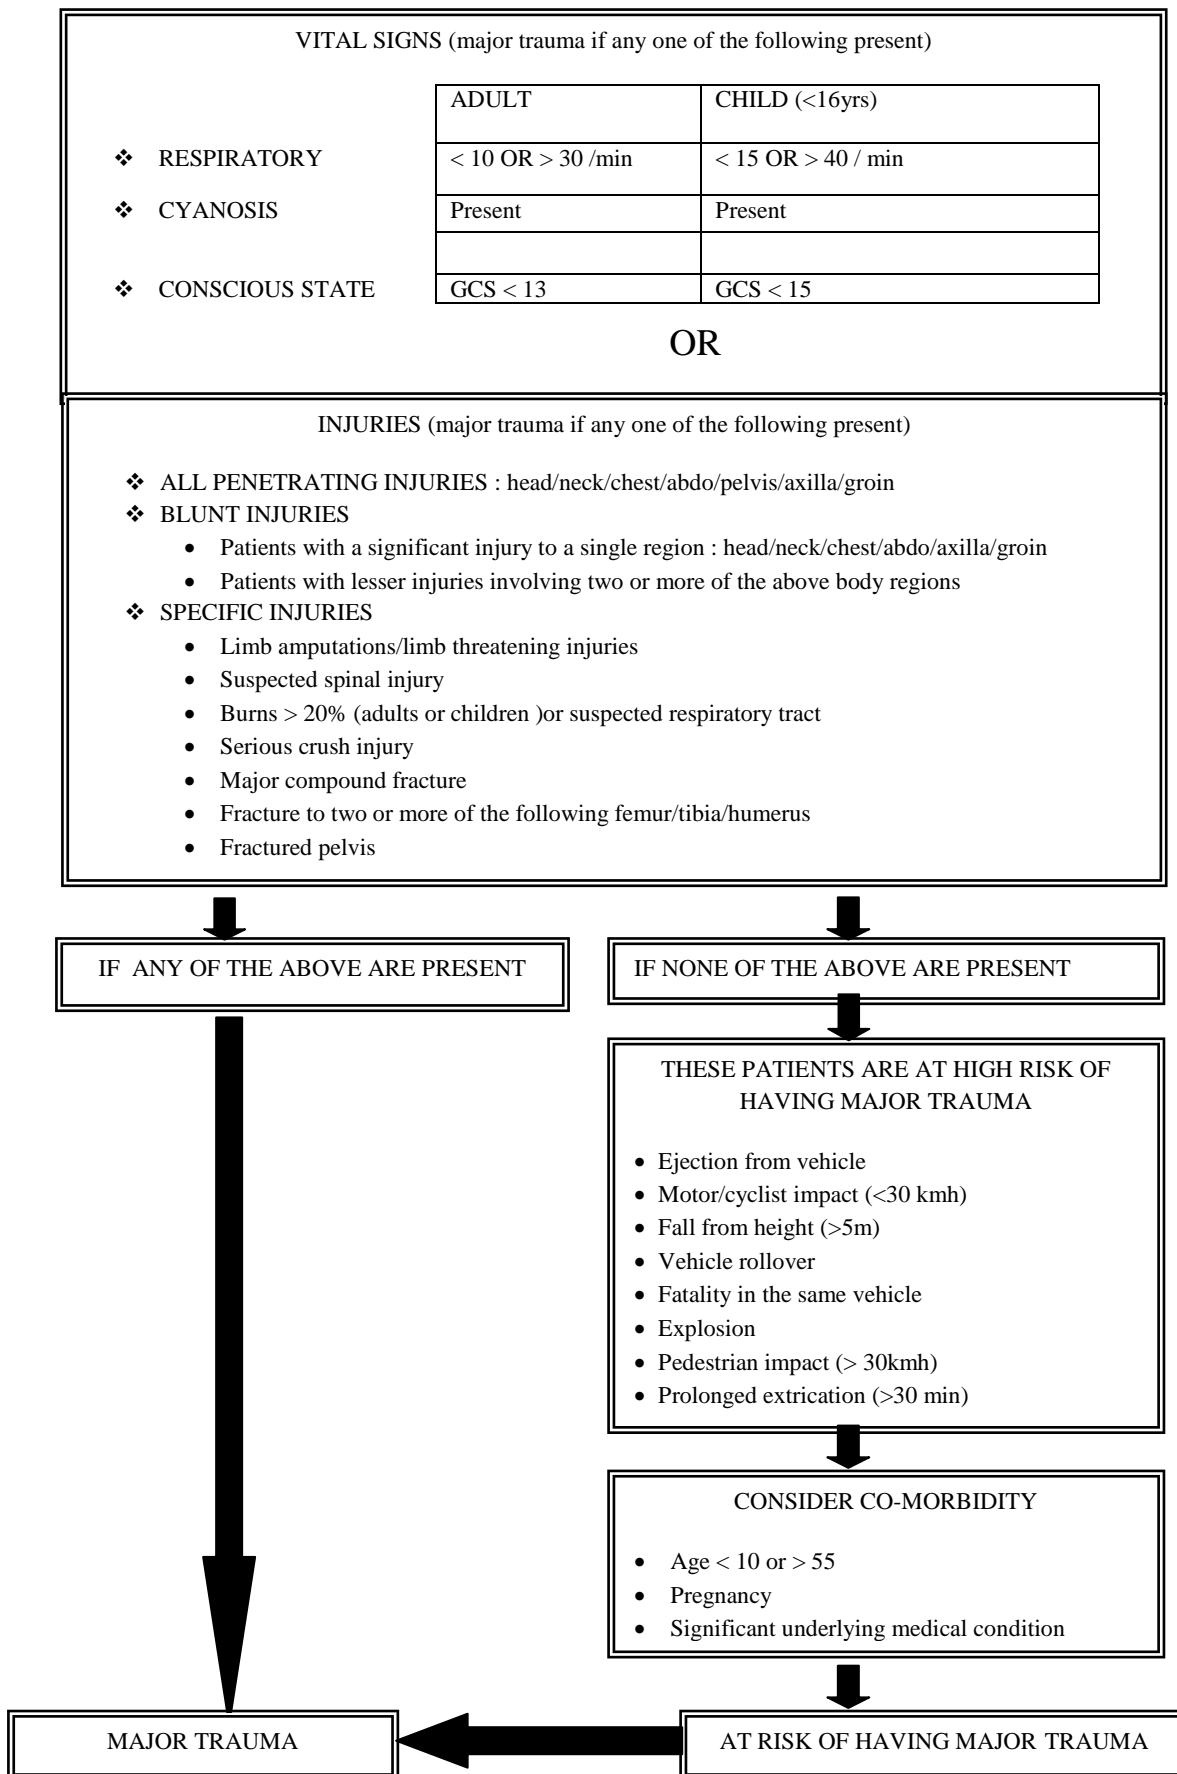 VITAL SIGNS (major trauma if any one of the following present)
ADULT CHILD (<16yrs)
❖ RESPIRATORY < 10 OR > 30 /min < 15 OR > 40 / min
❖ CYANOSIS Present Present
❖ CONSCIOUS STATE GCS < 13 GCS < 15
OR
INJURIES (major trauma if any one of the following present)
❖ ALL PENETRATING INJURIES : head/neck/chest/abdo/pelvis/axilla/groin
❖ BLUNT INJURIES
• Patients with a significant injury to a single region : head/neck/chest/abdo/axilla/groin
• Patients with lesser injuries involving two or more of the above body regions
❖ SPECIFIC INJURIES
• Limb amputations/limb threatening injuries
• Suspected spinal injury
• Burns > 20% (adults or children )or suspected respiratory tract
• Serious crush injury
• Major compound fracture
• Fracture to two or more of the following femur/tibia/humerus
• Fractured pelvis
IF ANY OF THE ABOVE ARE PRESENT
IF NONE OF THE ABOVE ARE PRESENT
THESE PATIENTS ARE AT HIGH RISK OF
HAVING MAJOR TRAUMA
• Ejection from vehicle
• Motor/cyclist impact (<30 kmh)
• Fall from height (>5m)
• Vehicle rollover
• Fatality in the same vehicle
• Explosion
• Pedestrian impact (> 30kmh)
• Prolonged extrication (>30 min)
CONSIDER CO-MORBIDITY
• Age < 10 or > 55
• Pregnancy
• Significant underlying medical condition
MAJOR TRAUMA
AT RISK OF HAVING MAJOR TRAUMA